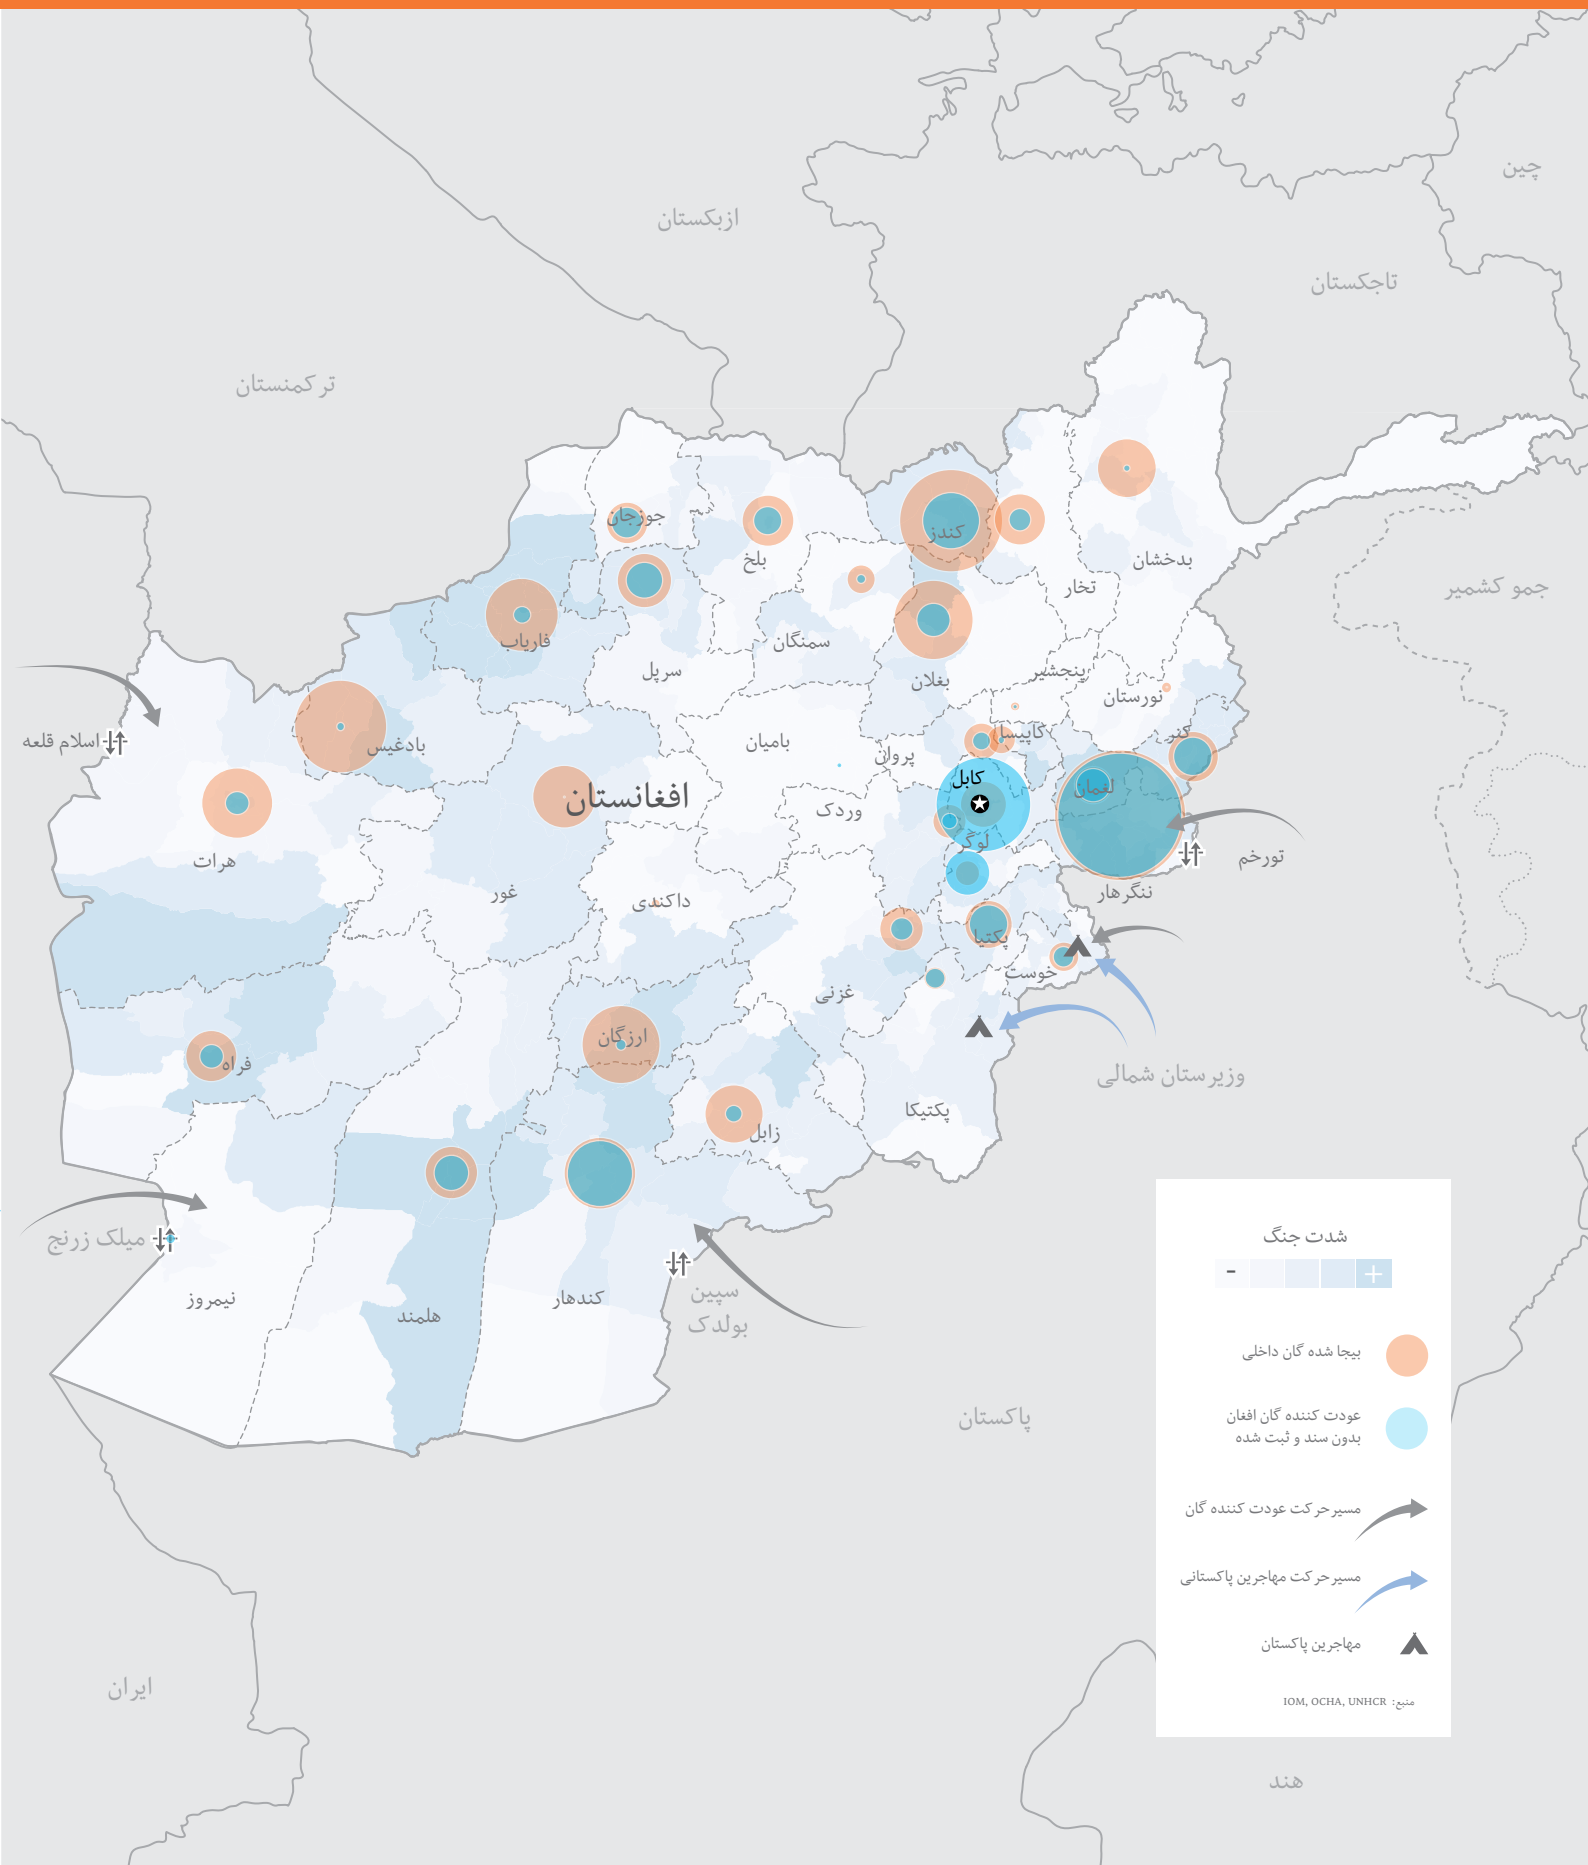 چین
ازبکستان
تاجکستان
ترکمنستان
جمو کشمیر
جوزجان
بلخ
کندز
بدخشان
تخار
فاریاب
سمنگان
سرپل
بغلان
پنجشیر
نورستان
اسلام قلعه
بادغیس
بامیان
پروان
کاپیسا
کنر
کابل
لغمان
افغانستان
وردک
لوگر
هرات
تورخم
غور
داکندی
ننگرهار
پکتیا
خوست
غزنی
ارزگان
فراه
وزیرستان شمالی
پکتیکا
زابل
میلک زرنج
نیمروز
هلمند
کندهار
سپین
بولدک
پاکستان
ایران
هند
شدت جنگ
- +
بیجا شده گان داخلی
عودت کننده گان افغان
بدون سند و ثبت شده
مسیرحرکت عودت کننده گان
مسیرحرکت مهاجرین پاکستانی
مهاجرین پاکستان
منبع: IOM, OCHA, UNHCR